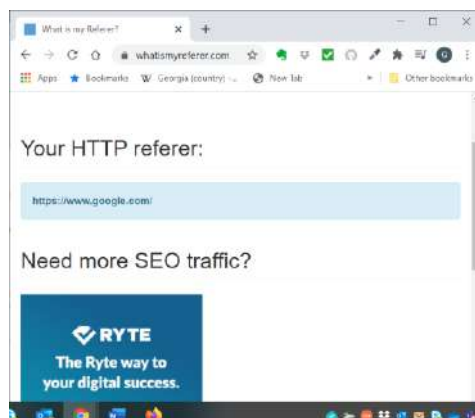 What is my Referer?
whatismyreferer.com
G
Apps Bookmarks W Georgia (country) -... New Tab » Other bookmarks
Your HTTP referer:
https://www.google.com/
Need more SEO traffic?
RYTE
The Ryte way to
your digital success.